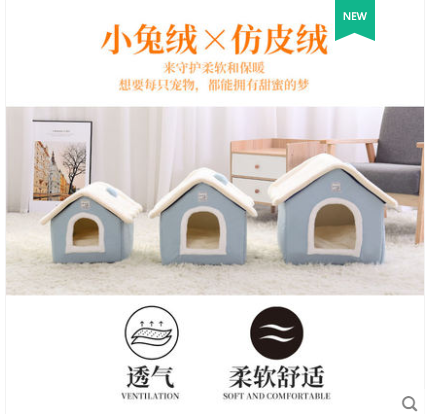 NEW
小兔绒×仿皮绒
来守护柔软和保暖
想要每只宠物，都能拥有甜蜜的梦
透气
VENTILATION
柔软舒适
SOFT AND COMFORTABLE